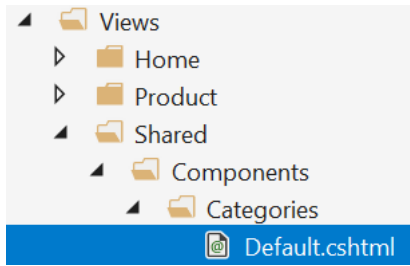 Views
Home
Product
Shared
Components
Categories
Default.cshtml